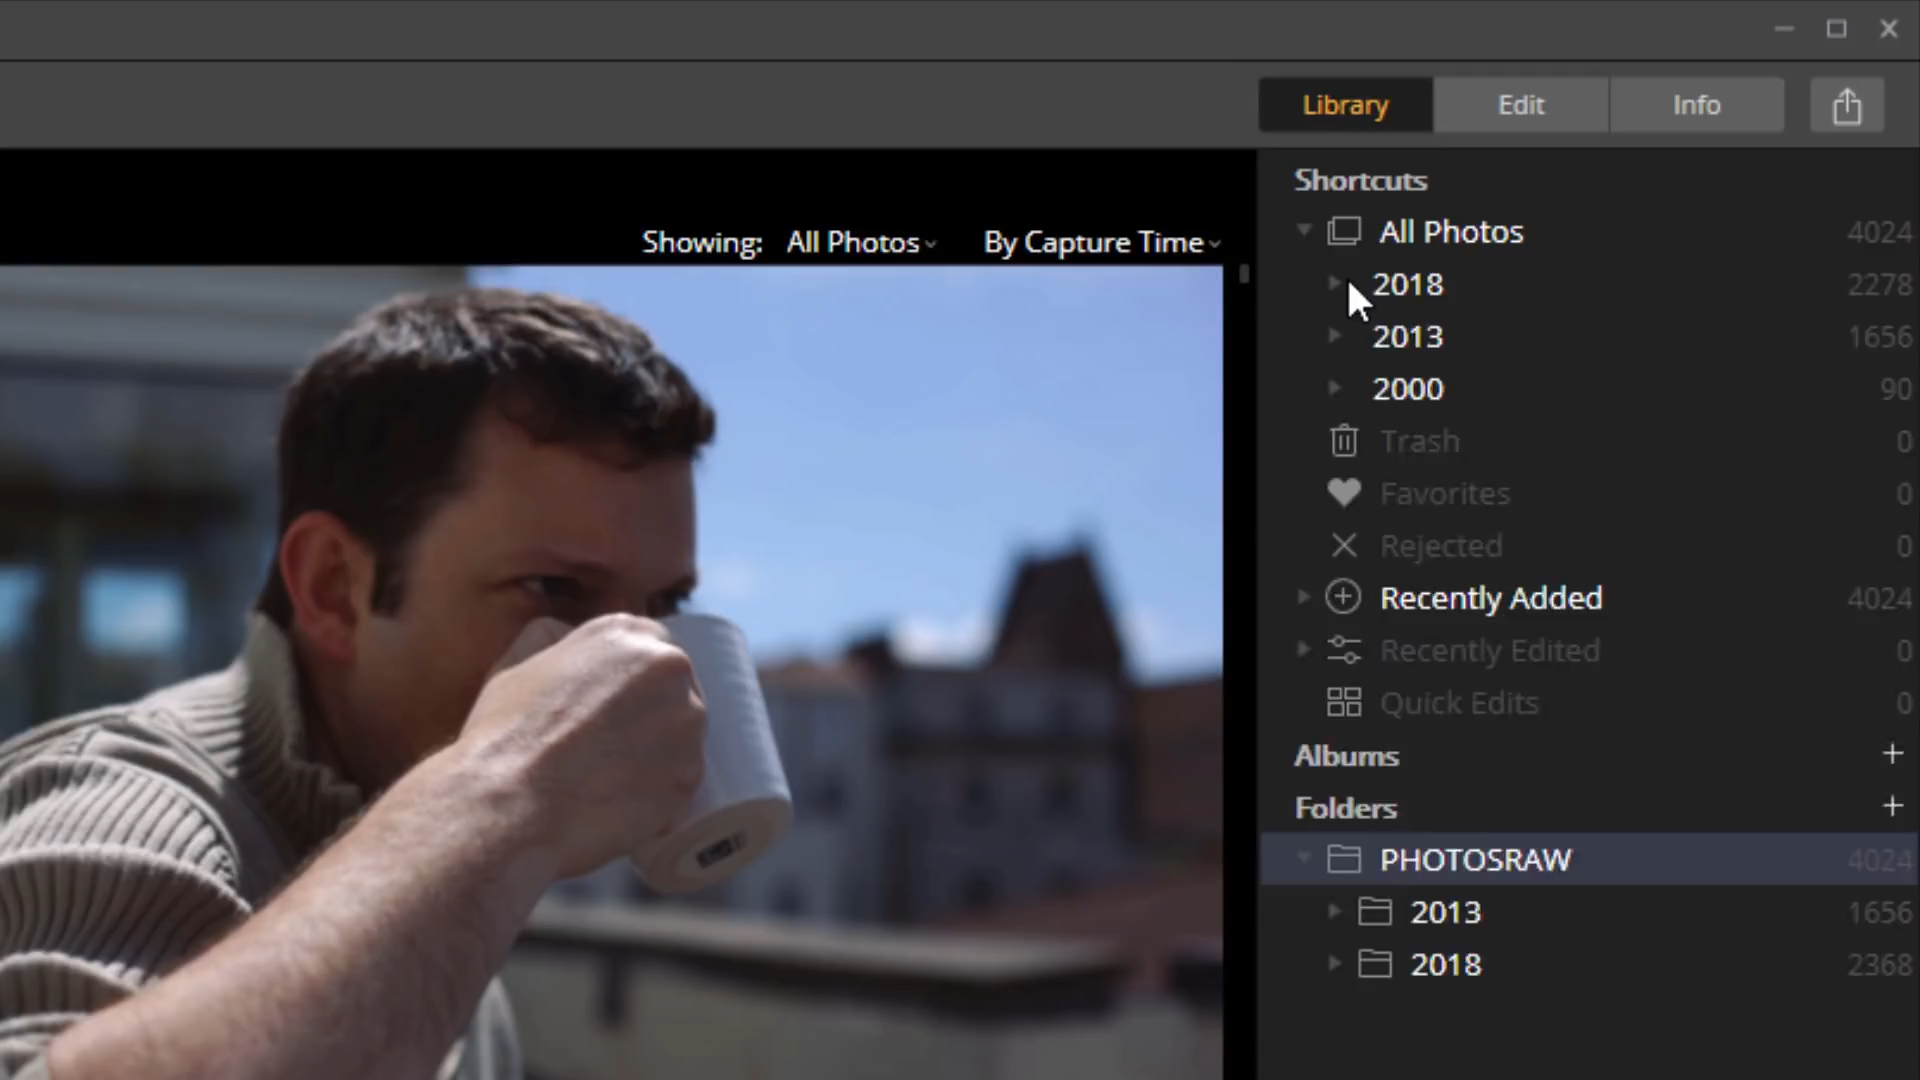 Library Edit Info
Shortcuts
Showing: All Photos By Capture Time
All Photos 4024
2018 2278
2013 1656
2000 90
Trash 0
Favorites 0
Rejected 0
Recently Added 4024
Recently Edited 0
Quick Edits 0
Albums +
Folders +
PHOTOSRAW 4024
2013 1656
2018 2368